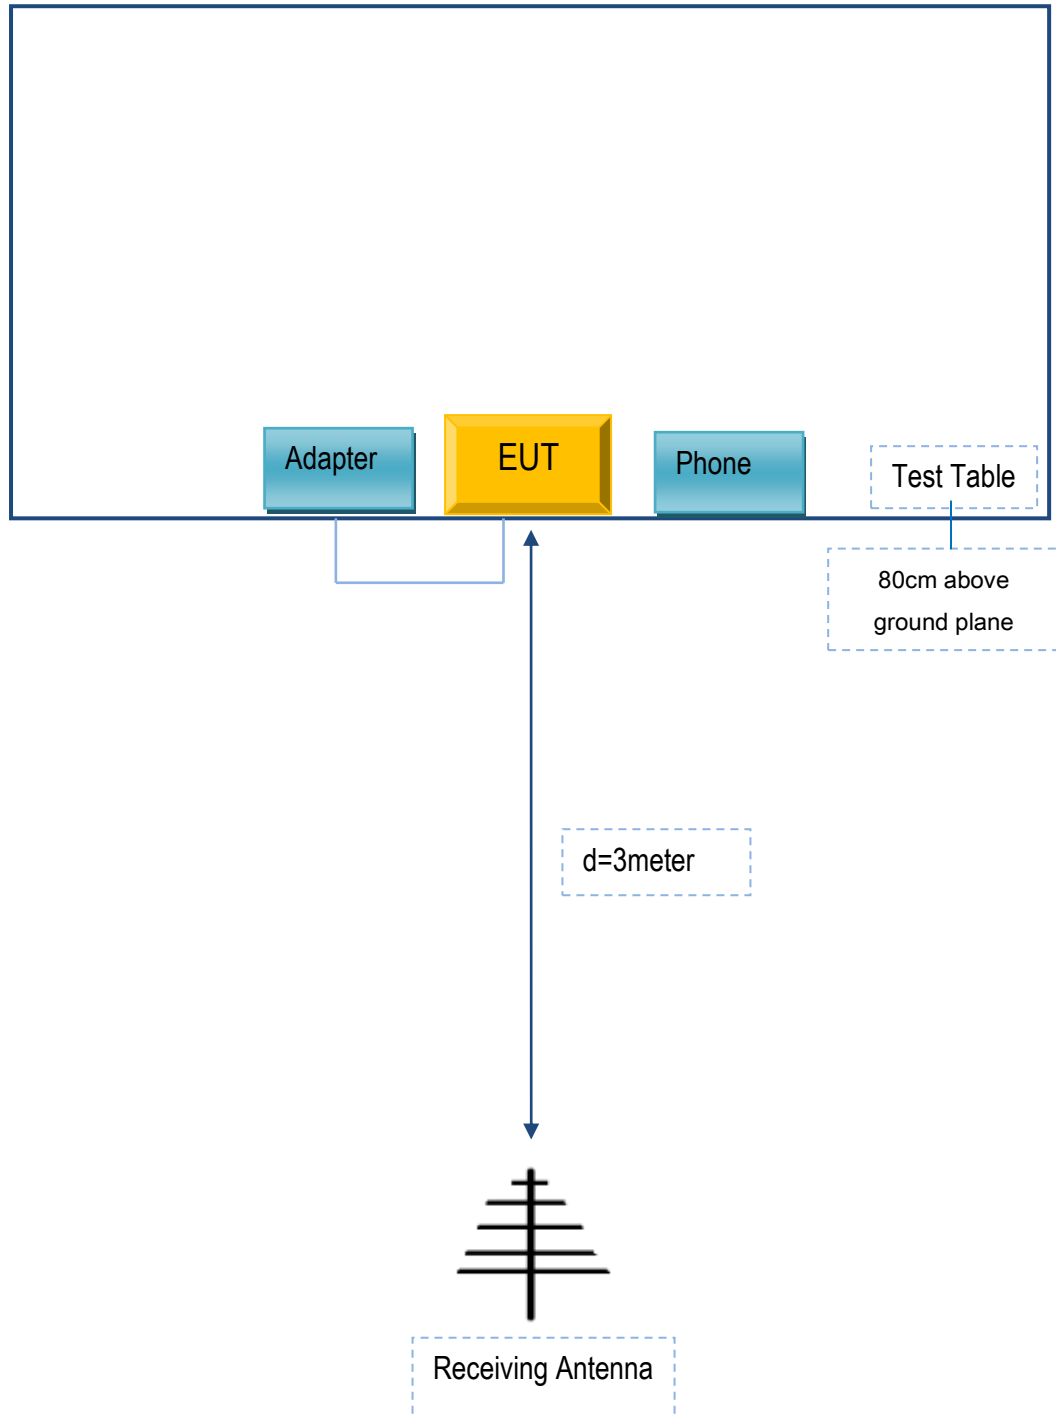 Adapter
EUT
Phone
Test Table
80cm above
ground plane
d=3meter
Receiving Antenna